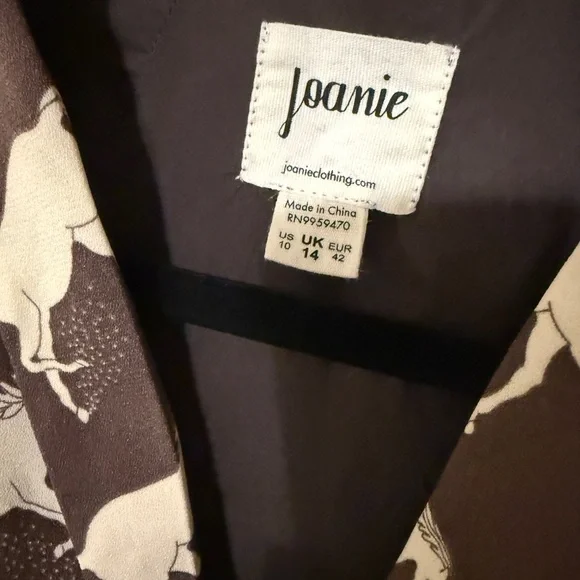 Joanie
joanieclothing.com
Made in China
RN9959470
US UK EUR
10 14 42